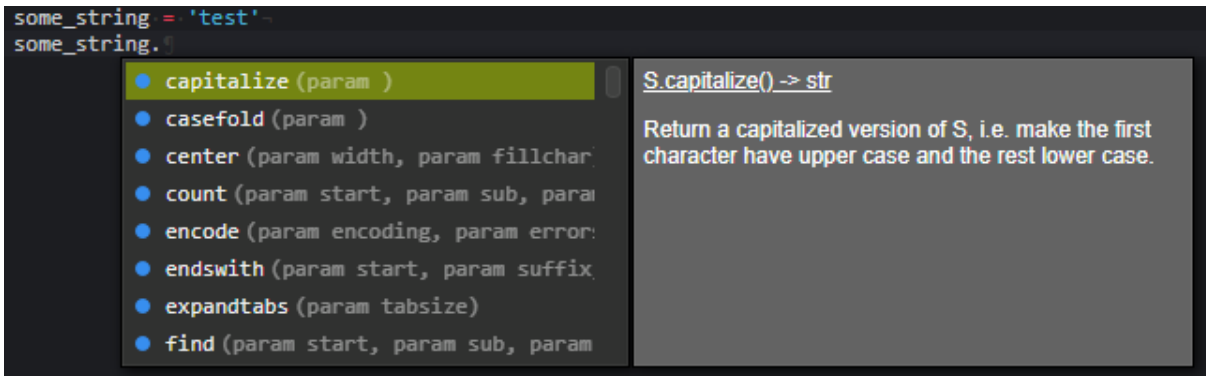 some_string = 'test'¬
some_string.¶
capitalize (param )
casefold (param )
center (param width, param fillchar)
count (param start, param sub, para
encode (param encoding, param error
endswith (param start, param suffix,
expandtabs (param tabsize)
find (param start, param sub, param
S.capitalize() -> str
Return a capitalized version of S, i.e. make the first
character have upper case and the rest lower case.